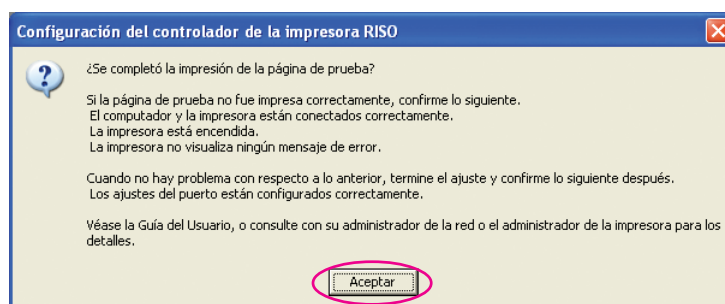 Configuración del controlador de la impresora RISO
¿Se completó la impresión de la página de prueba?
Si la página de prueba no fue impresa correctamente, confirme lo siguiente.
El computador y la impresora están conectados correctamente.
La impresora está encendida.
La impresora no visualiza ningún mensaje de error.
Cuando no hay problema con respecto a lo anterior, termine el ajuste y confirme lo siguiente después.
Los ajustes del puerto están configurados correctamente.
Véase la Guía del Usuario, o consulte con su administrador de la red o el administrador de la impresora para los
detalles.
Aceptar